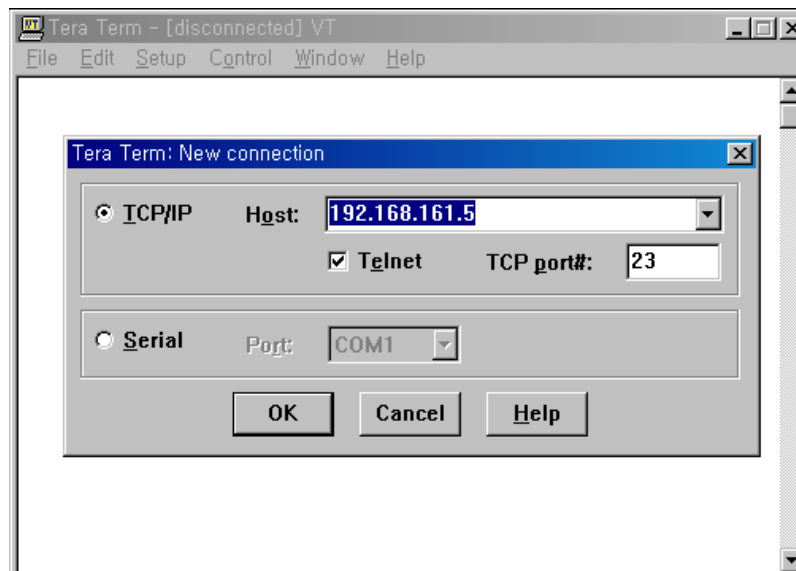 VT Tera Term - [disconnected] VT
File Edit Setup Control Window Help
Tera Term: New connection
TCP/IP Host: 192.168.161.5
Telnet TCP port#: 23
Serial Port: COM1
OK Cancel Help